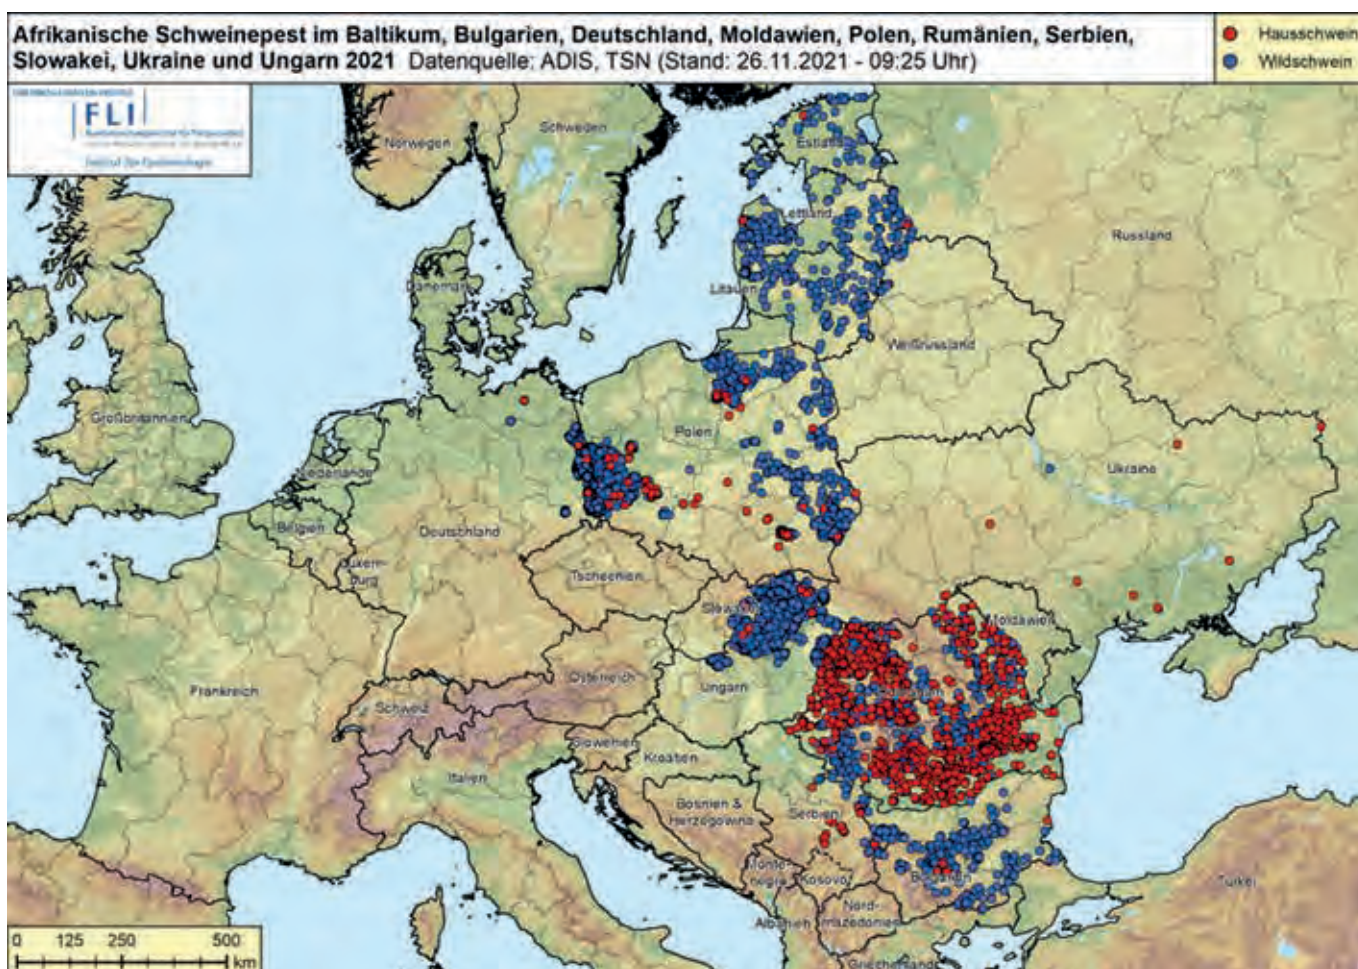 Afrikanische Schweinepest im Baltikum, Bulgarien, Deutschland, Moldawien, Polen, Rumänien, Serbien,
Slowakei, Ukraine und Ungarn 2021 Datenquelle: ADIS, TSN (Stand: 26.11.2021 - 09:25 Uhr)
Hausschwein
Wildschwein
FLI
Institut für Epidemiologie
Norwegen
Schweden
Estland
Lettland
Russland
Dänemark
Litauen
Weißrussland
Großbritannien
Polen
Niederlande
Ukraine
Belgien
Deutschland
Luxem-
burg
Tschechien
Slowakei
Moldawien
Frankreich
Österreich
Ungarn
Schweiz
Slowenien
Kroatien
Italien
Bosnien &
Herzegowina
Serbien
Monte-
negro
Kosovo
Bulgarien
Türkei
Albanien
Nord-
mazedonien
Griechenland
0 125 250 500
km